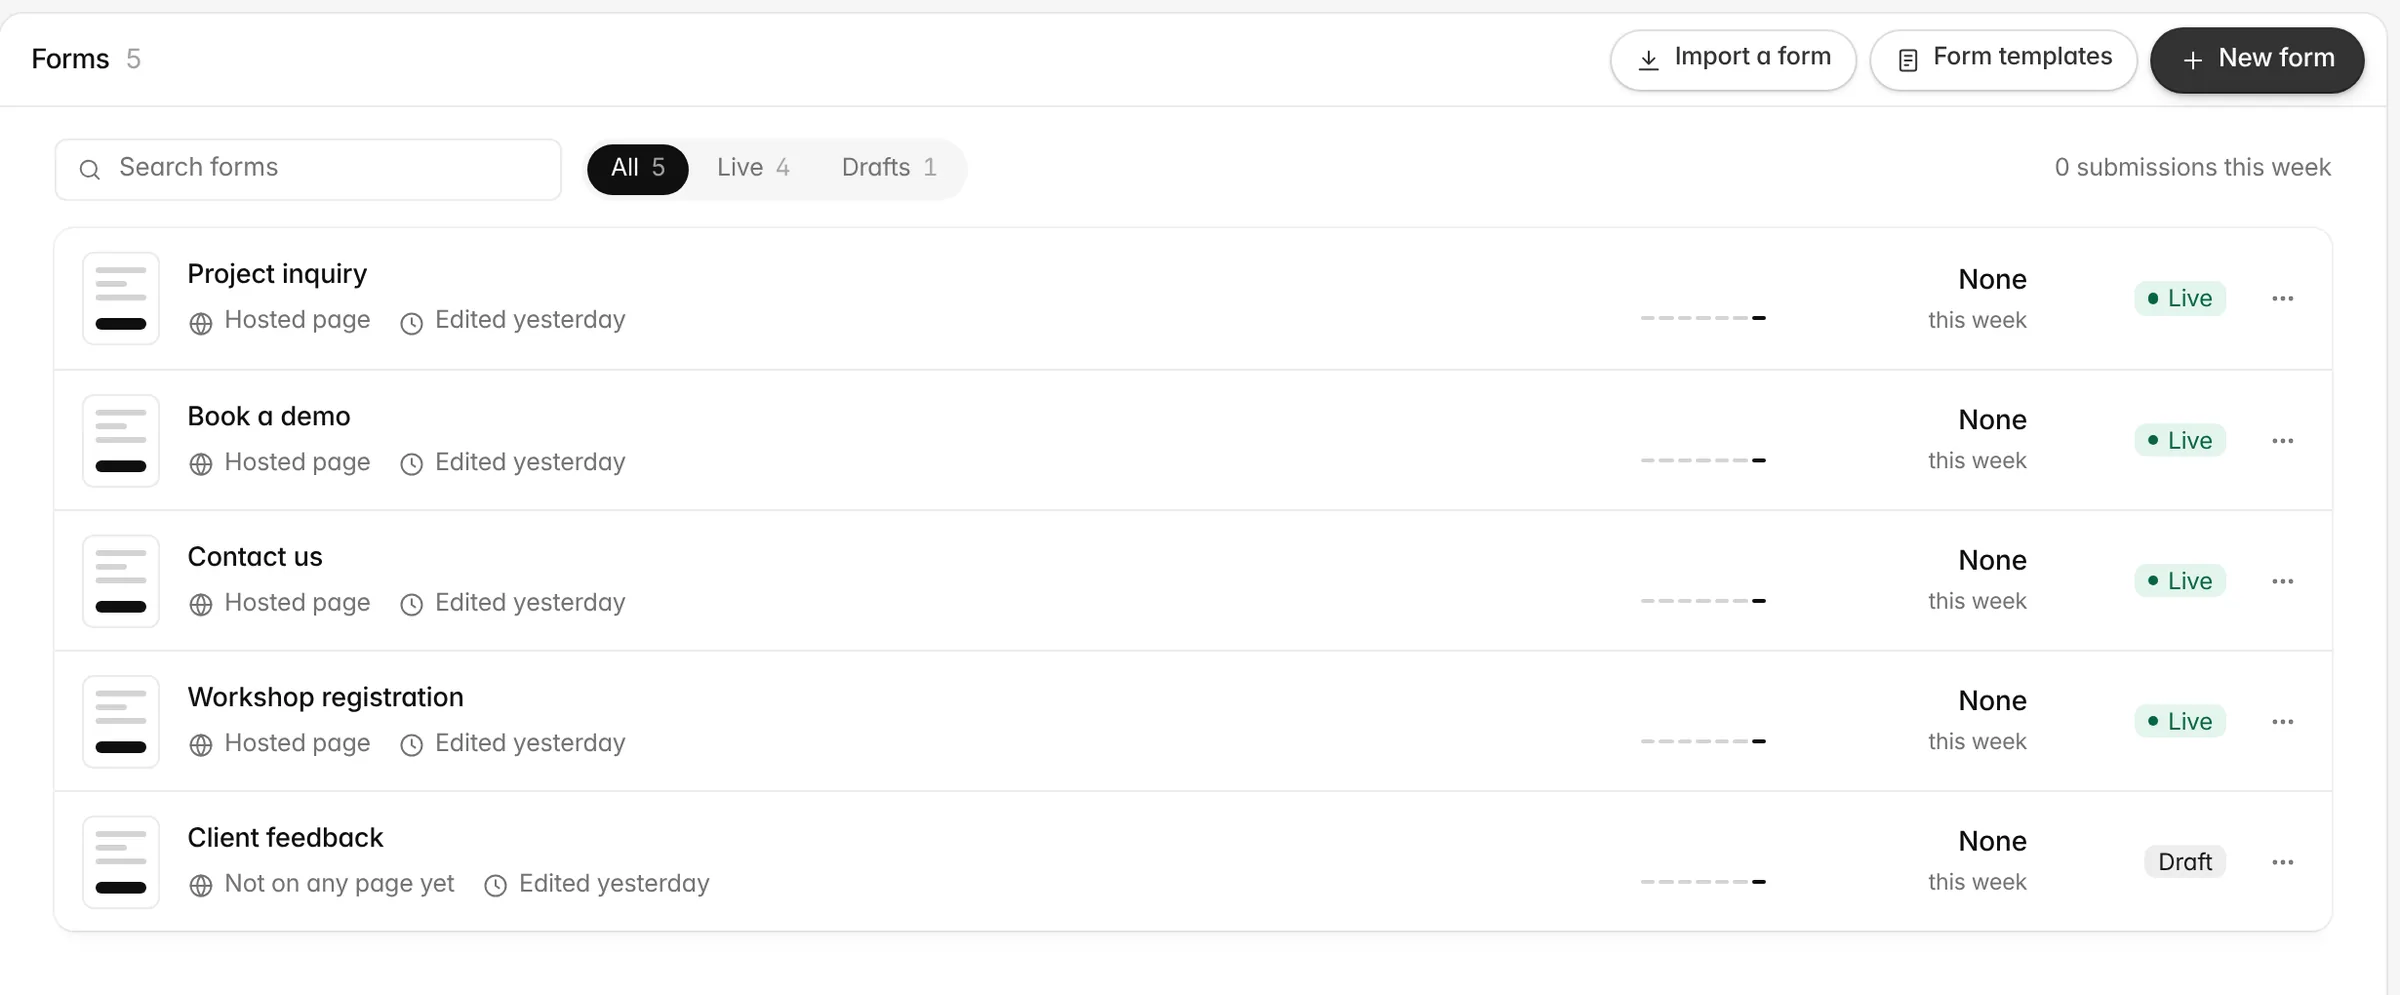 Forms 5
Import a form
Form templates
New form
Search forms
All 5
Live 4
Drafts 1
0 submissions this week
Project inquiry
Hosted page
Edited yesterday
None
this week
Live
Book a demo
Hosted page
Edited yesterday
None
this week
Live
Contact us
Hosted page
Edited yesterday
None
this week
Live
Workshop registration
Hosted page
Edited yesterday
None
this week
Live
Client feedback
Not on any page yet
Edited yesterday
None
this week
Draft